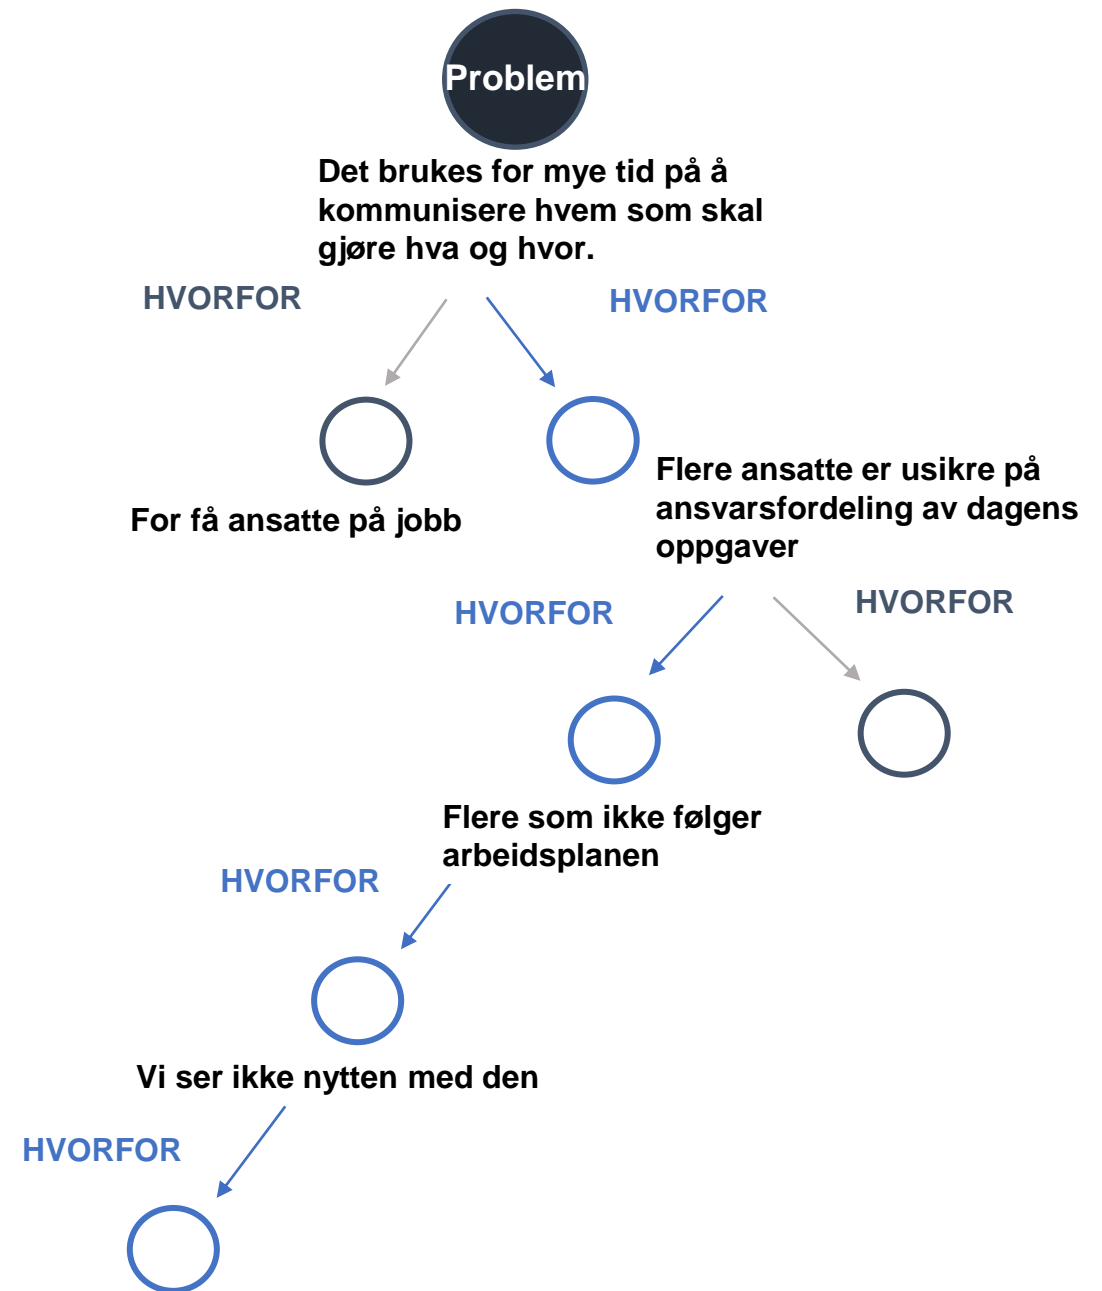 Problem
Det brukes for mye tid på å
kommunisere hvem som skal
gjøre hva og hvor.
HVORFOR
HVORFOR
For få ansatte på jobb
Flere ansatte er usikre på
ansvarsfordeling av dagens
oppgaver
HVORFOR
HVORFOR
Flere som ikke følger
arbeidsplanen
HVORFOR
Vi ser ikke nytten med den
HVORFOR